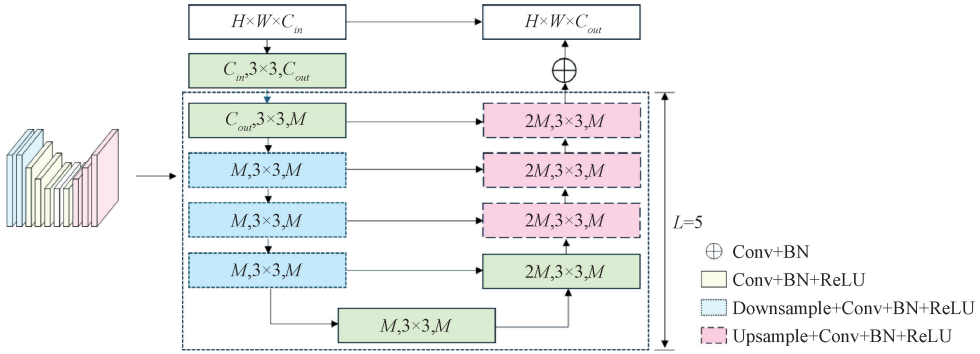 H×W×C_in
H×W×C_out
C_in,3×3,C_out
C_out,3×3,M
2M,3×3,M
M,3×3,M
2M,3×3,M
M,3×3,M
2M,3×3,M
M,3×3,M
2M,3×3,M
M,3×3,M
L=5
Conv+BN
Conv+BN+ReLU
Downsample+Conv+BN+ReLU
Upsample+Conv+BN+ReLU